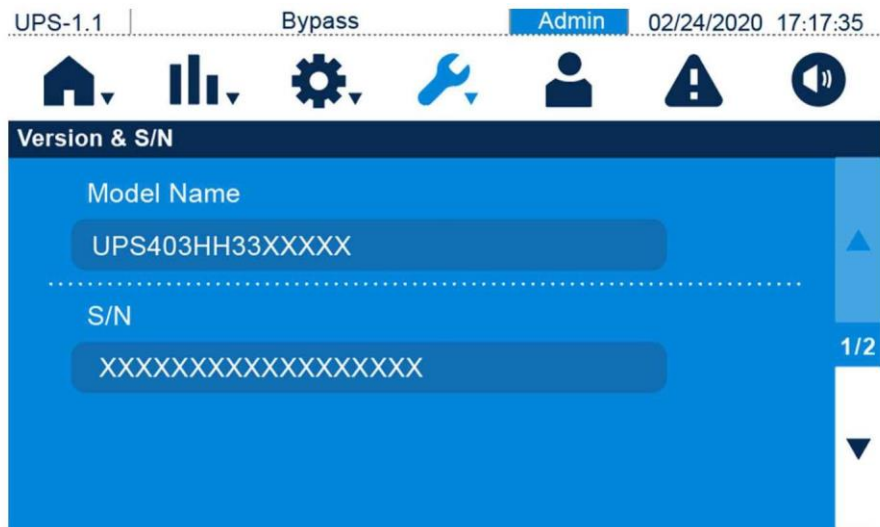 UPS-1.1 Bypass Admin 02/24/2020 17:17:35
Version & S/N
Model Name
UPS403HH33XXXXX
S/N
XXXXXXXXXXXXXXXXXX
1/2